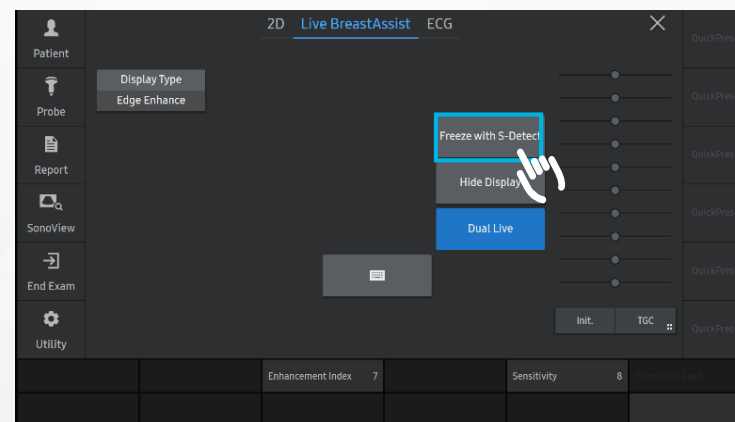 2D Live BreastAssist ECG
Patient
Probe
Report
SonoView
End Exam
Utility
Display Type
Edge Enhance
Freeze with S-Detect
Hide Display
Dual Live
Init. TGC
QuickPres
QuickPres
QuickPres
QuickPres
QuickPres
QuickPres
Enhancement Index 7
Sensitivity 8